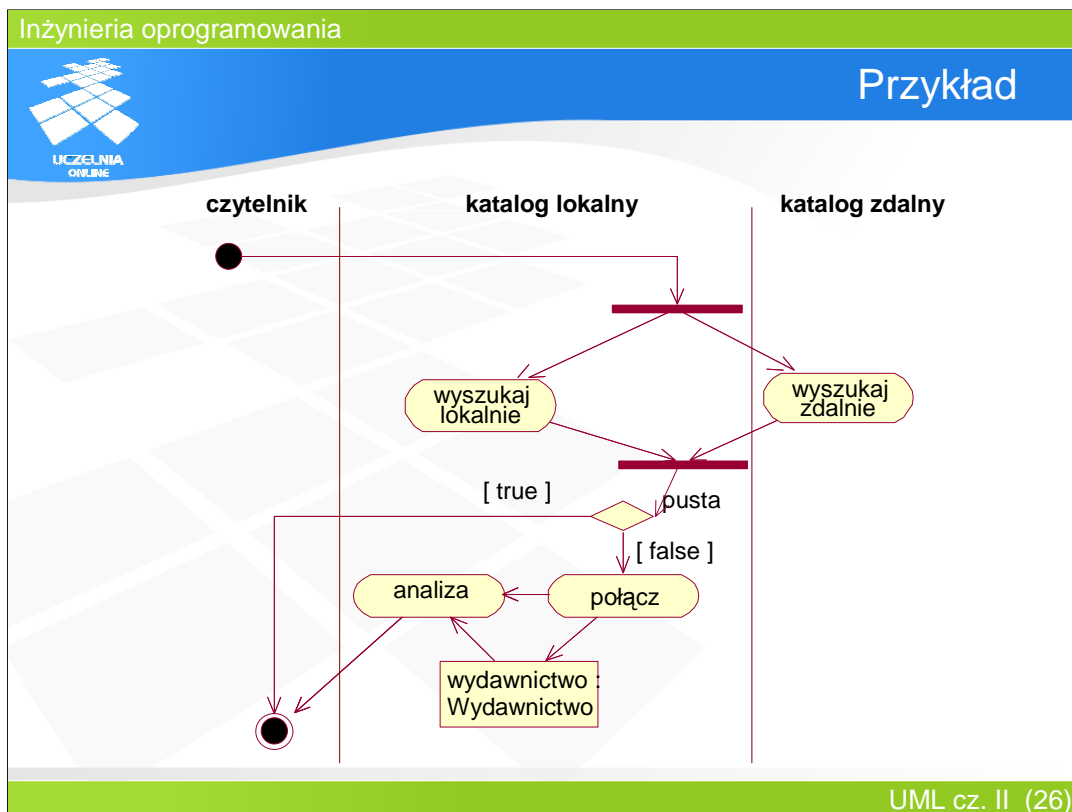 Inżynieria oprogramowania
Przykład
UCZELNIA
ONLINE
czytelnik
katalog lokalny
katalog zdalny
wyszukaj
lokalnie
wyszukaj
zdalnie
[ true ]
pusta
[ false ]
analiza
połącz
wydawnictwo :
Wydawnictwo
UML cz. II (26)